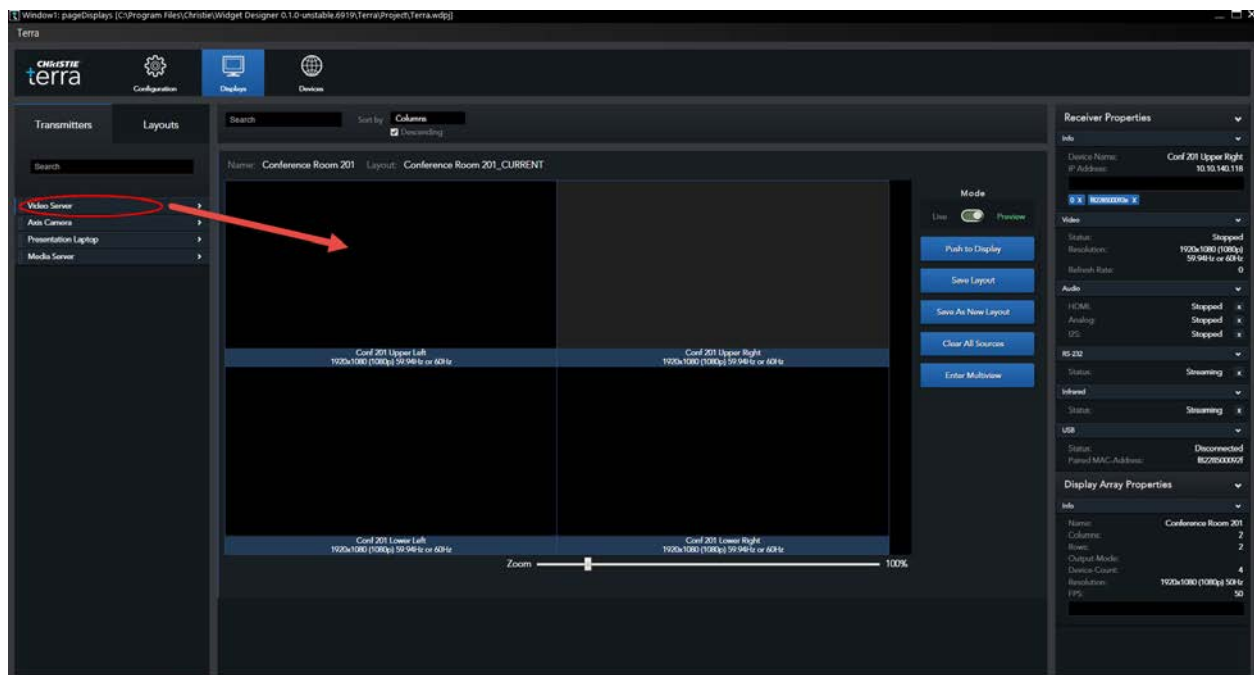 Window1: pageDisplays [C:\Program Files\Christie\Widget Designer 0.1.0-unstable.6919\Terra\Project\Terra.wdpj]
Terra
CHRISTIE
terra
Configuration
Displays
Devices
Transmitters
Layouts
Search
Video Server
Axis Camera
Presentation Laptop
Media Server
Search
Sort by
Columns
Descending
Name: Conference Room 201 Layout: Conference Room 201_CURRENT
Conf 201 Upper Left
1920x1080 (1080p) 59.94Hz or 60Hz
Conf 201 Upper Right
1920x1080 (1080p) 59.94Hz or 60Hz
Conf 201 Lower Left
1920x1080 (1080p) 59.94Hz or 60Hz
Conf 201 Lower Right
1920x1080 (1080p) 59.94Hz or 60Hz
Zoom
100%
Mode
Live
Preview
Push to Display
Save Layout
Save As New Layout
Clear All Sources
Enter Multiview
Receiver Properties
Info
Device Name: Conf 201 Upper Right
IP Address: 10.10.140.118
0 X
X
Video
Status: Stopped
Resolution: 1920x1080 (1080p)
59.94Hz or 60Hz
Refresh Rate: 0
Audio
HDMI: Stopped x
Analog: Stopped x
I2S: Stopped x
RS-232
Status: Streaming x
Infrared
Status: Streaming x
USB
Status: Disconnected
Paired MAC-Address:
Display Array Properties
Info
Name: Conference Room 201
Columns: 2
Rows: 2
Output Mode:
Device Count: 4
Resolution: 1920x1080 (1080p) 50Hz
FPS: 50